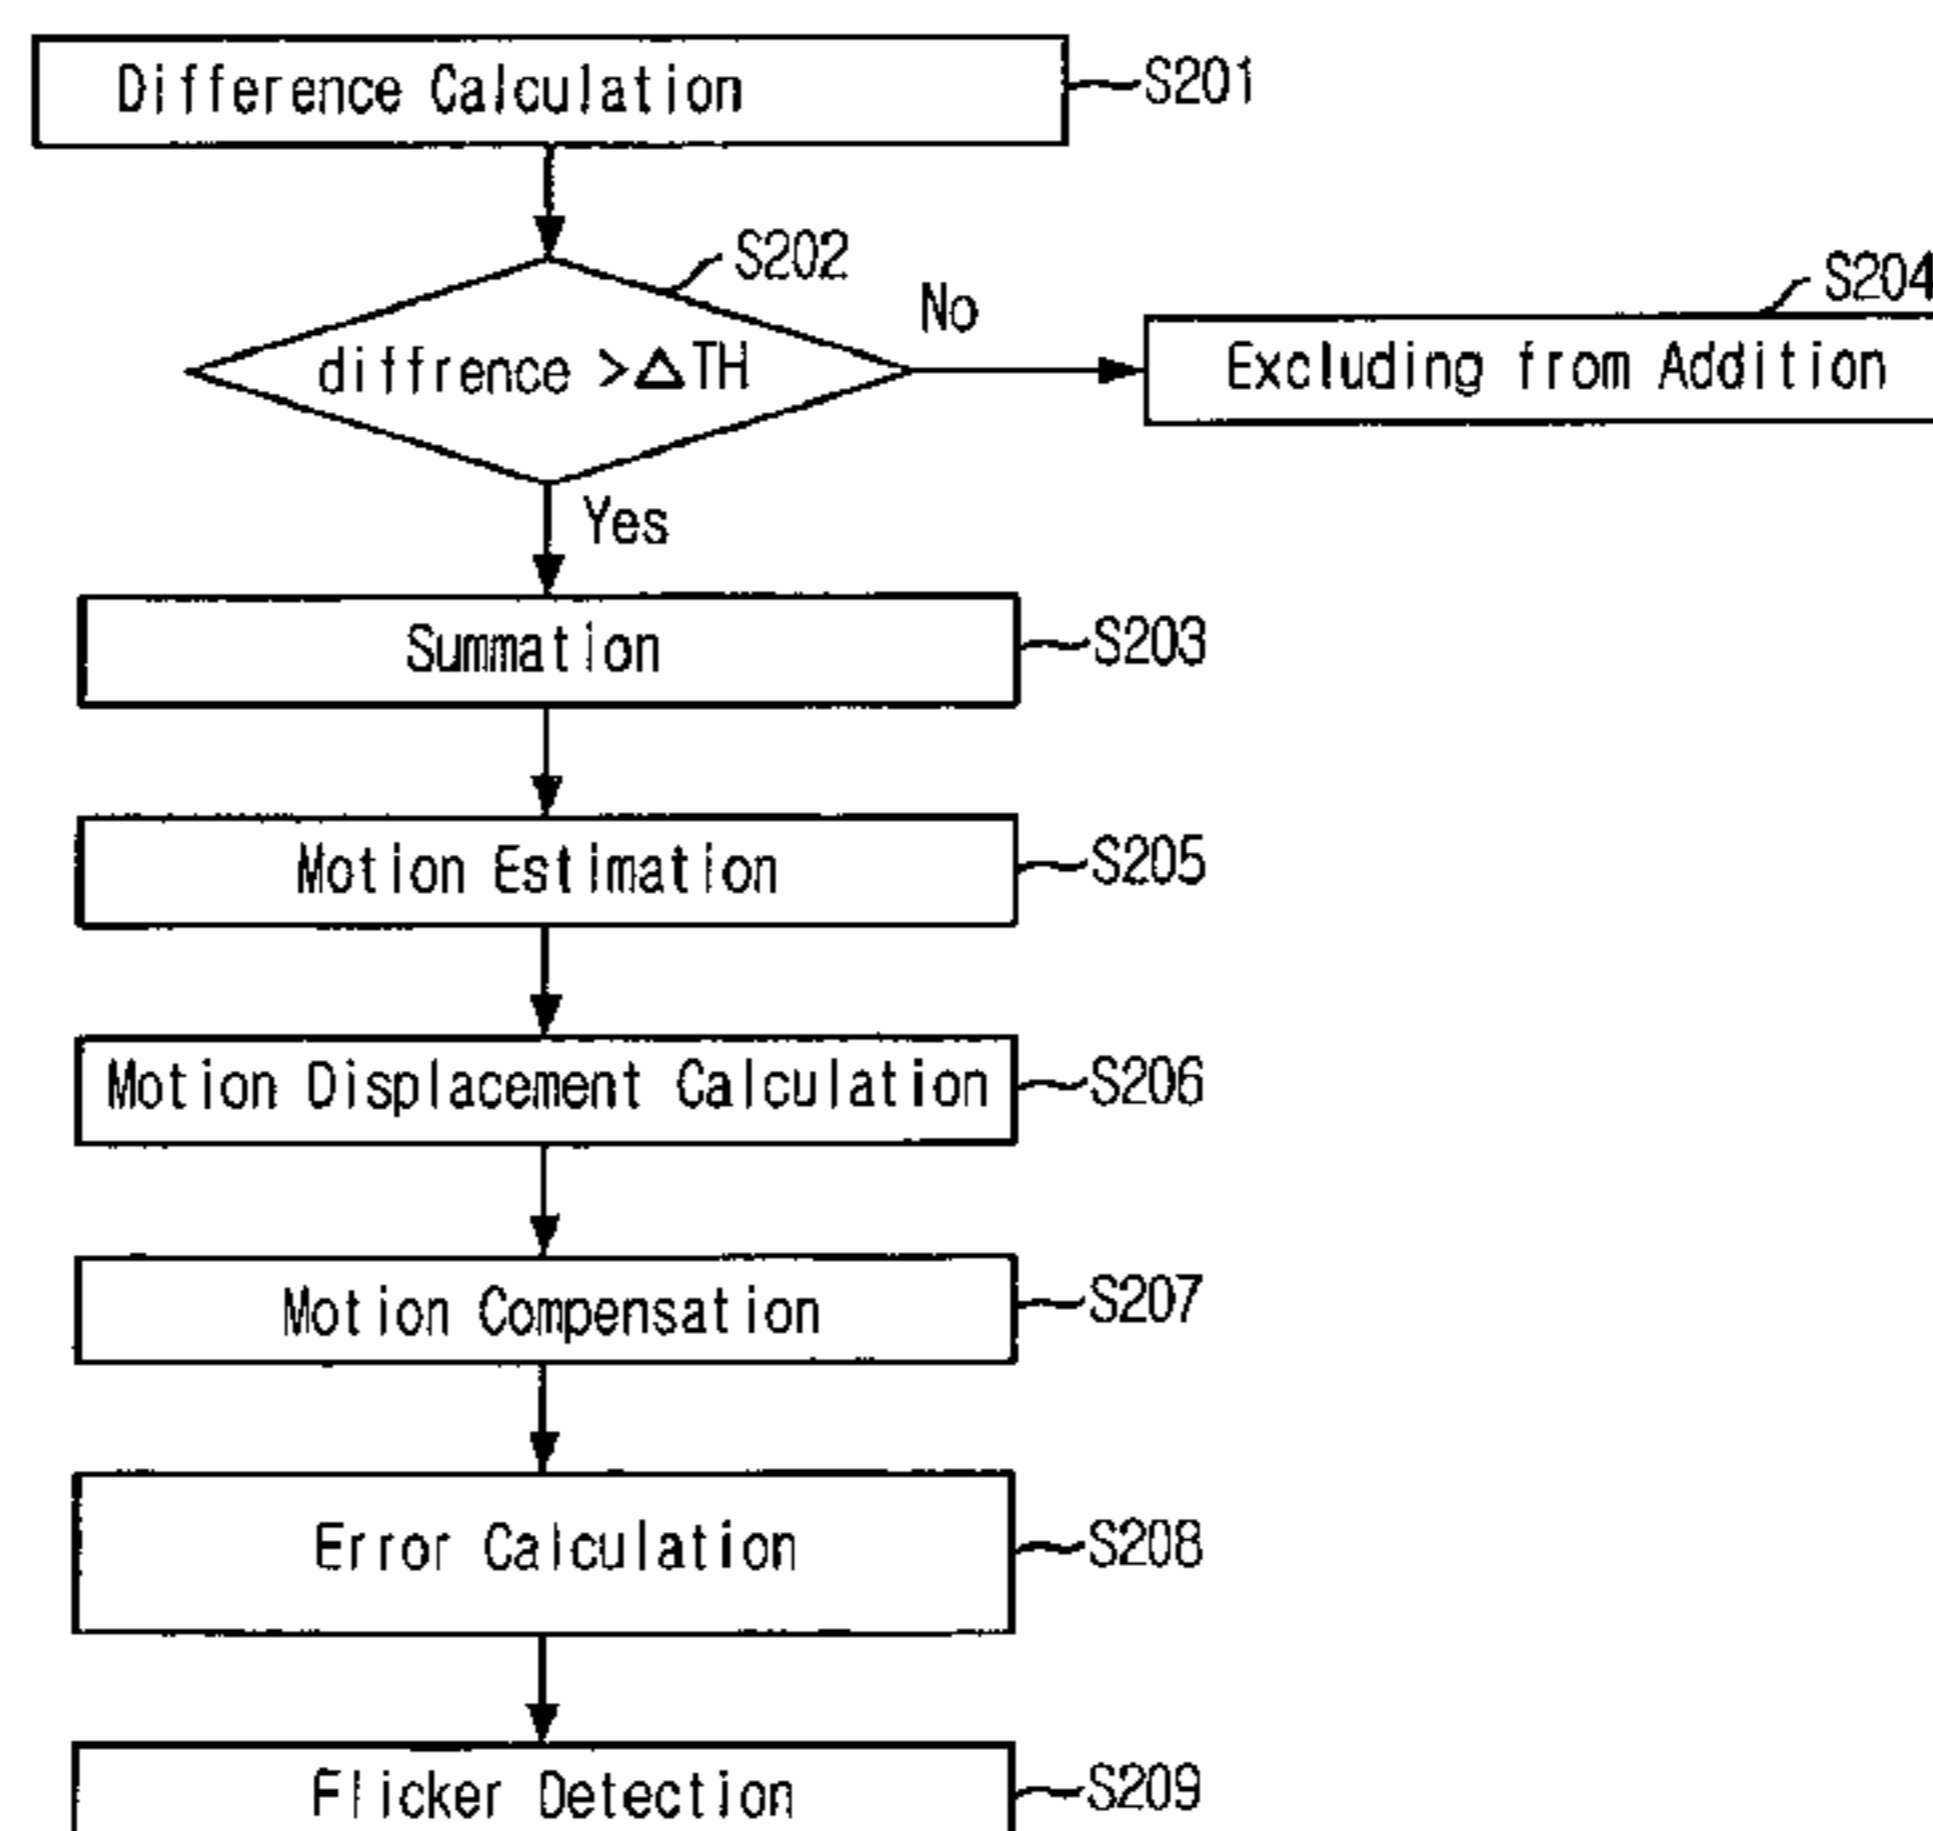 Difference Calculation
S201
S202
No
S204
diffrence >△TH
Excluding from Addition
Yes
Summation
S203
Motion Estimation
S205
Motion Displacement Calculation
S206
Motion Compensation
S207
Error Calculation
S208
Flicker Detection
S209